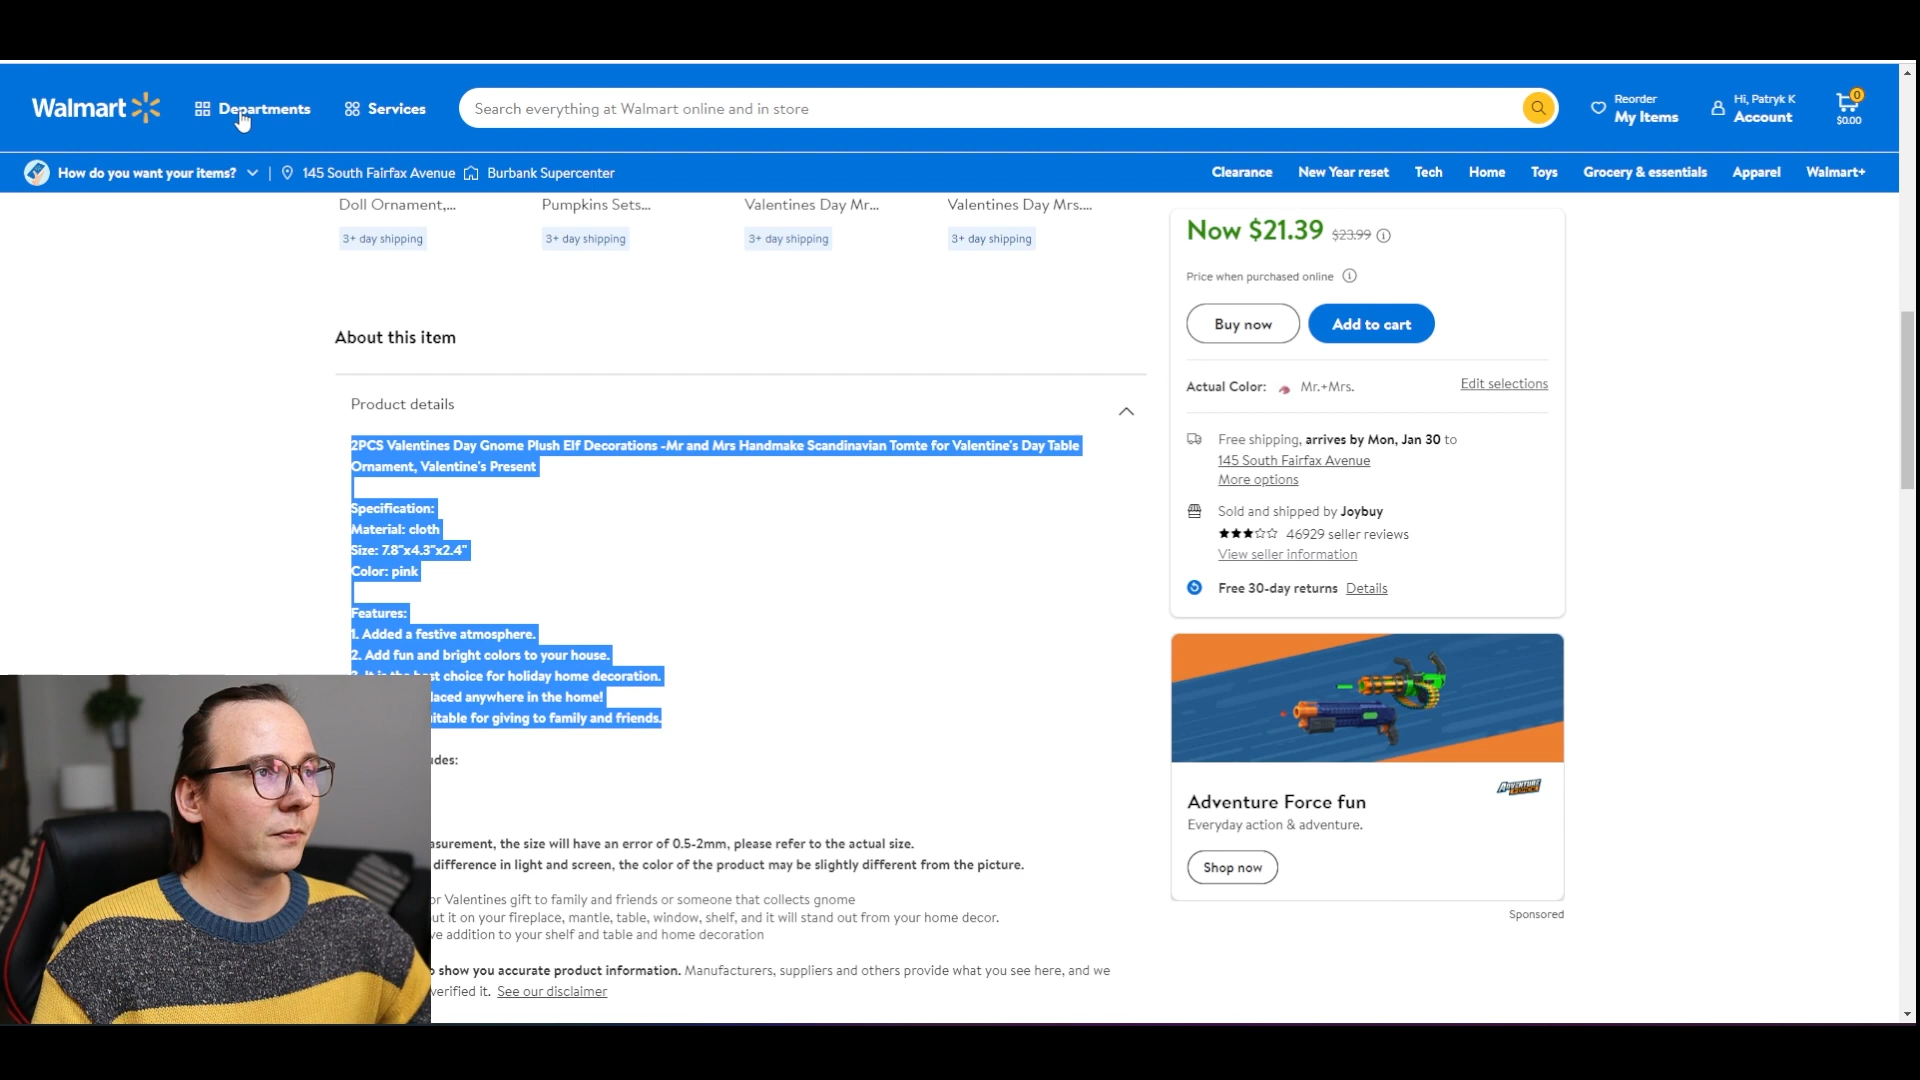 Walmart
Departments
Services
Search everything at Walmart online and in store
Reorder
My Items
Hi, Patryk K
Account
0
$0.00
How do you want your items?
145 South Fairfax Avenue
Burbank Supercenter
Clearance
New Year reset
Tech
Home
Toys
Grocery & essentials
Apparel
Walmart+
Doll Ornament,...
Pumpkins Sets...
Valentines Day Mr...
Valentines Day Mrs....
3+ day shipping
3+ day shipping
3+ day shipping
3+ day shipping
About this item
Product details
2PCS Valentines Day Gnome Plush Elf Decorations -Mr and Mrs Handmake Scandinavian Tomte for Valentine's Day Table
Ornament, Valentine's Present
Specification:
Material: cloth
Size: 7.8"x4.3"x2.4"
Color: pink
Features:
1. Added a festive atmosphere.
2. Add fun and bright colors to your house.
choice for holiday home decoration.
anywhere in the home!
for giving to family and friends.
the size will have an error of 0.5-2mm, please refer to the actual size.
difference in light and screen, the color of the product may be slightly different from the picture.
Valentines gift to family and friends or someone that collects gnome
it on your fireplace, mantle, table, window, shelf, and it will stand out from your home decor.
addition to your shelf and table and home decoration
show you accurate product information. Manufacturers, suppliers and others provide what you see here, and we
See our disclaimer
Now $21.39 $23.99
Price when purchased online
Buy now
Add to cart
Actual Color: Mr.+Mrs.
Edit selections
Free shipping, arrives by Mon, Jan 30 to
145 South Fairfax Avenue
More options
Sold and shipped by Joybuy
46929 seller reviews
View seller information
Free 30-day returns Details
Adventure Force
Adventure Force fun
Everyday action & adventure.
Shop now
Sponsored